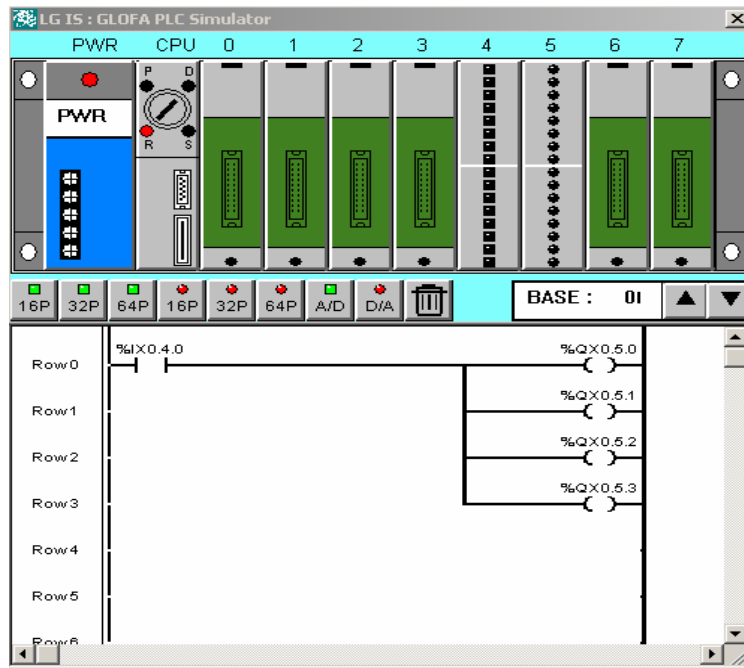 LG IS : GLOFA PLC Simulator
PWR CPU 0 1 2 3 4 5 6 7
P D
PWR
R S
16P 32P 64P 16P 32P 64P A/D D/A
BASE : 0
%IX0.4.0 %QX0.5.0
Row0
%QX0.5.1
Row1
%QX0.5.2
Row2
%QX0.5.3
Row3
Row4
Row5
Row6